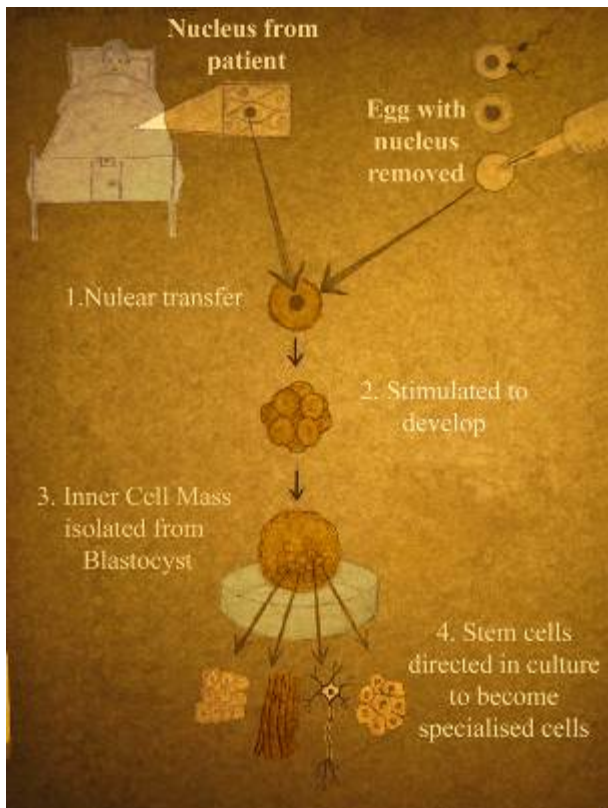 Nucleus from
patient
Egg with
nucleus
removed
1.Nulear transfer
2. Stimulated to
develop
3. Inner Cell Mass
isolated from
Blastocyst
4. Stem cells
directed in culture
to become
specialised cells